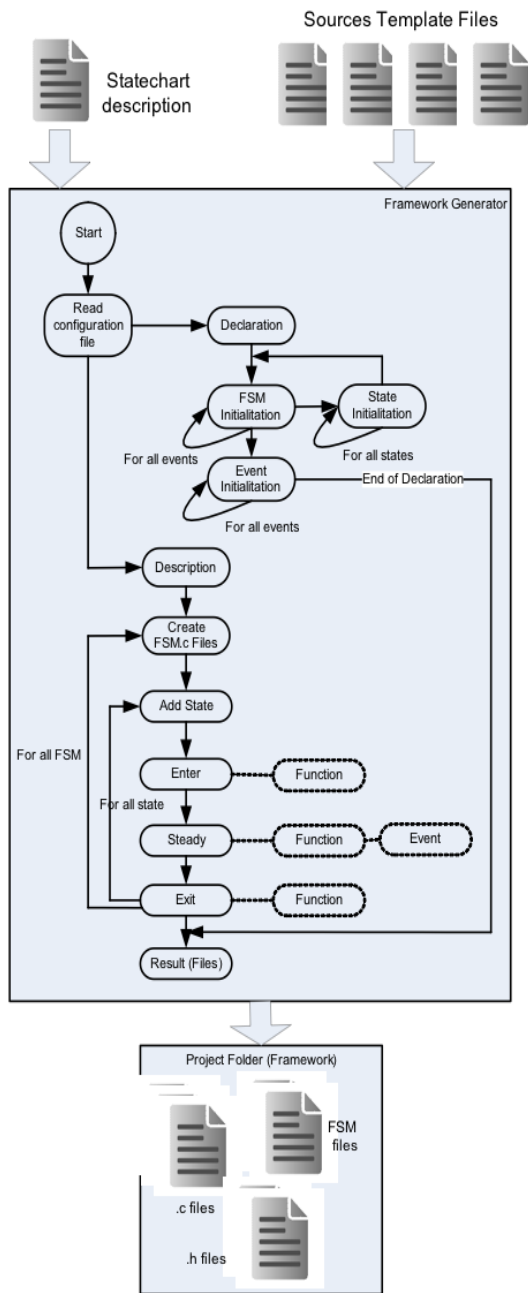 Sources Template Files
Statechart
description
Framework Generator
Start
Read
configuration
file
Declaration
FSM
Initialitation
State
Initialitation
For all events
For all states
Event
Initialitation
End of Declaration
For all events
Description
Create
FSM.c Files
Add State
For all FSM
Enter
Function
For all state
Steady
Function
Event
Exit
Function
Result (Files)
Project Folder (Framework)
FSM
files
.c files
.h files